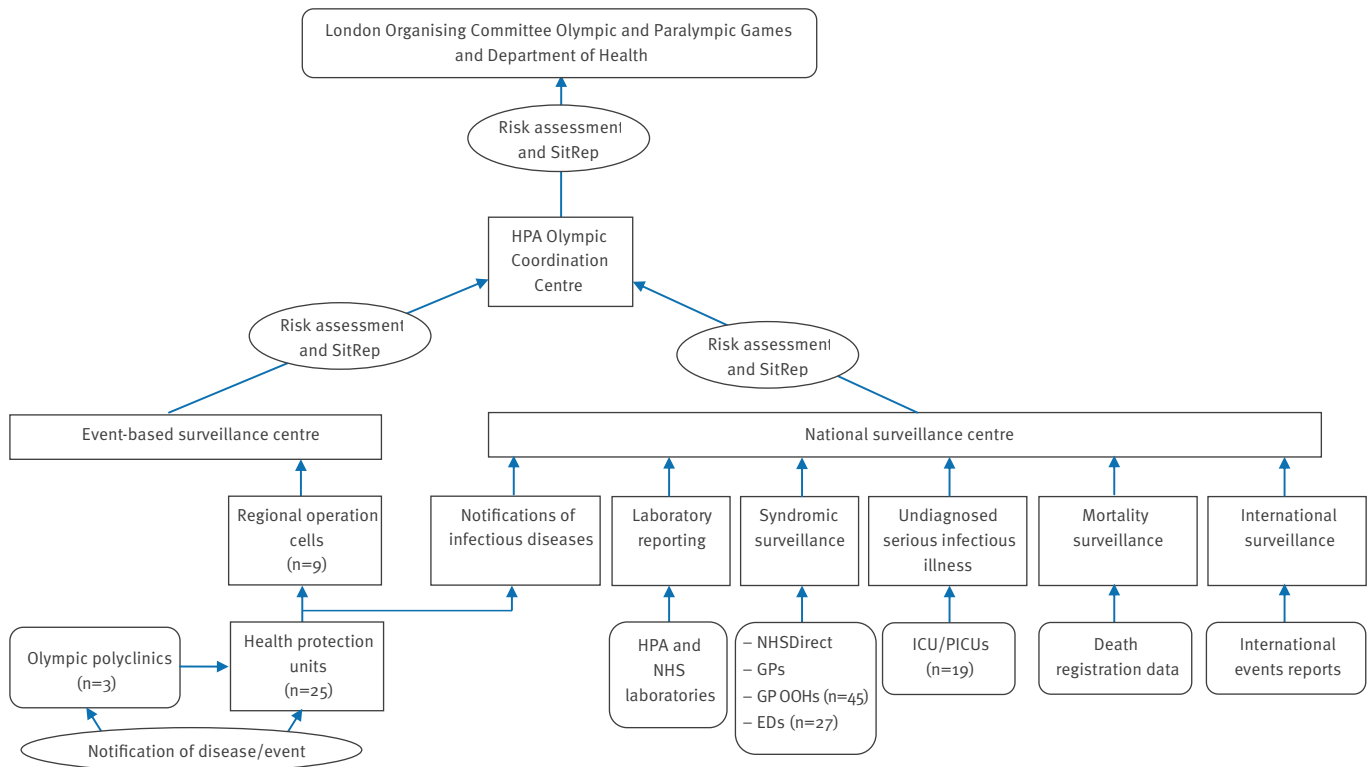 London Organising Committee Olympic and Paralympic Games
and Department of Health
Risk assessment
and SitRep
HPA Olympic
Coordination
Centre
Risk assessment
and SitRep
Risk assessment
and SitRep
Event-based surveillance centre
National surveillance centre
Regional operation
cells
(n=9)
Notifications of
infectious diseases
Laboratory
reporting
Syndromic
surveillance
Undiagnosed
serious infectious
illness
Mortality
surveillance
International
surveillance
Olympic polyclinics
(n=3)
Health protection
units
(n=25)
HPA and
NHS
laboratories
– NHSDirect
– GPs
– GP OOHs (n=45)
– EDs (n=27)
ICU/PICUs
(n=19)
Death
registration data
International
events reports
Notification of disease/event